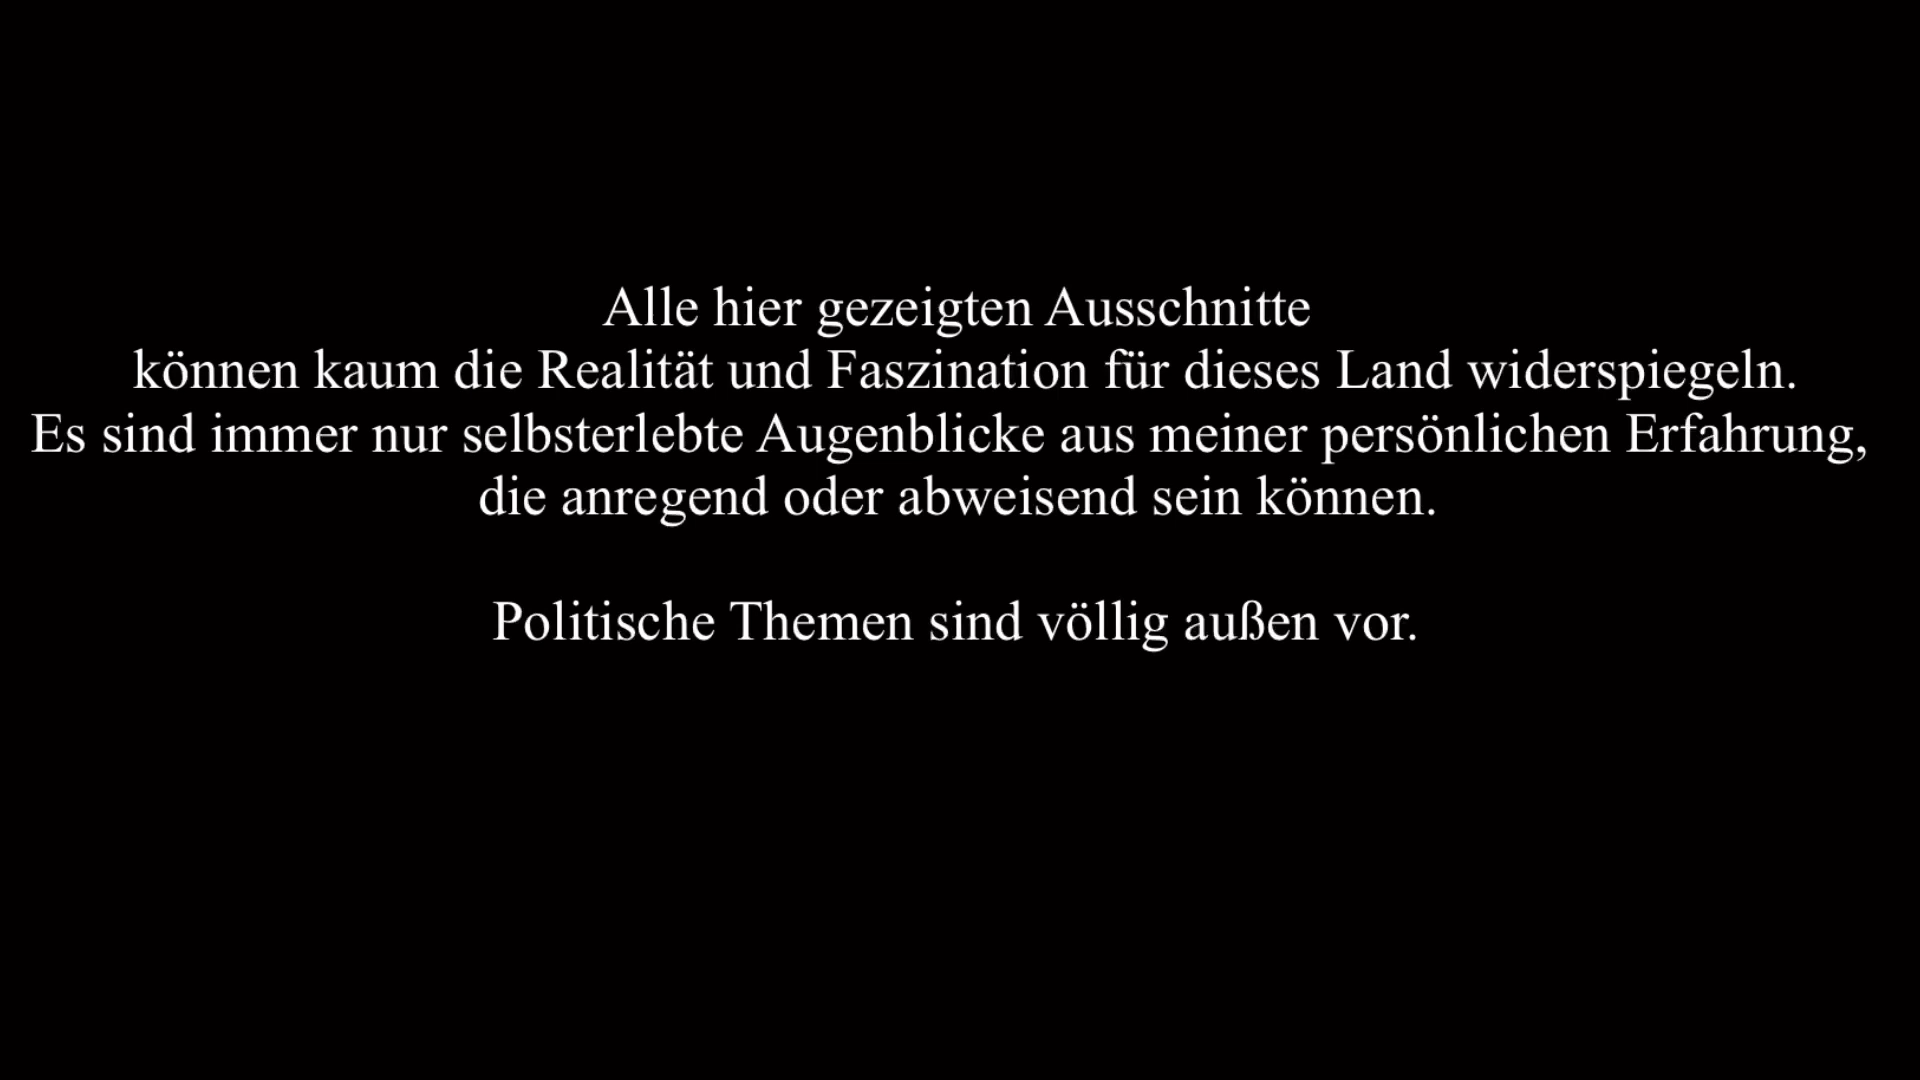 Alle hier gezeigten Ausschnitte
können kaum die Realität und Faszination für dieses Land widerspiegeln.
Es sind immer nur selbsterlebte Augenblicke aus meiner persönlichen Erfahrung,
die anregend oder abweisend sein können.
Politische Themen sind völlig außen vor.